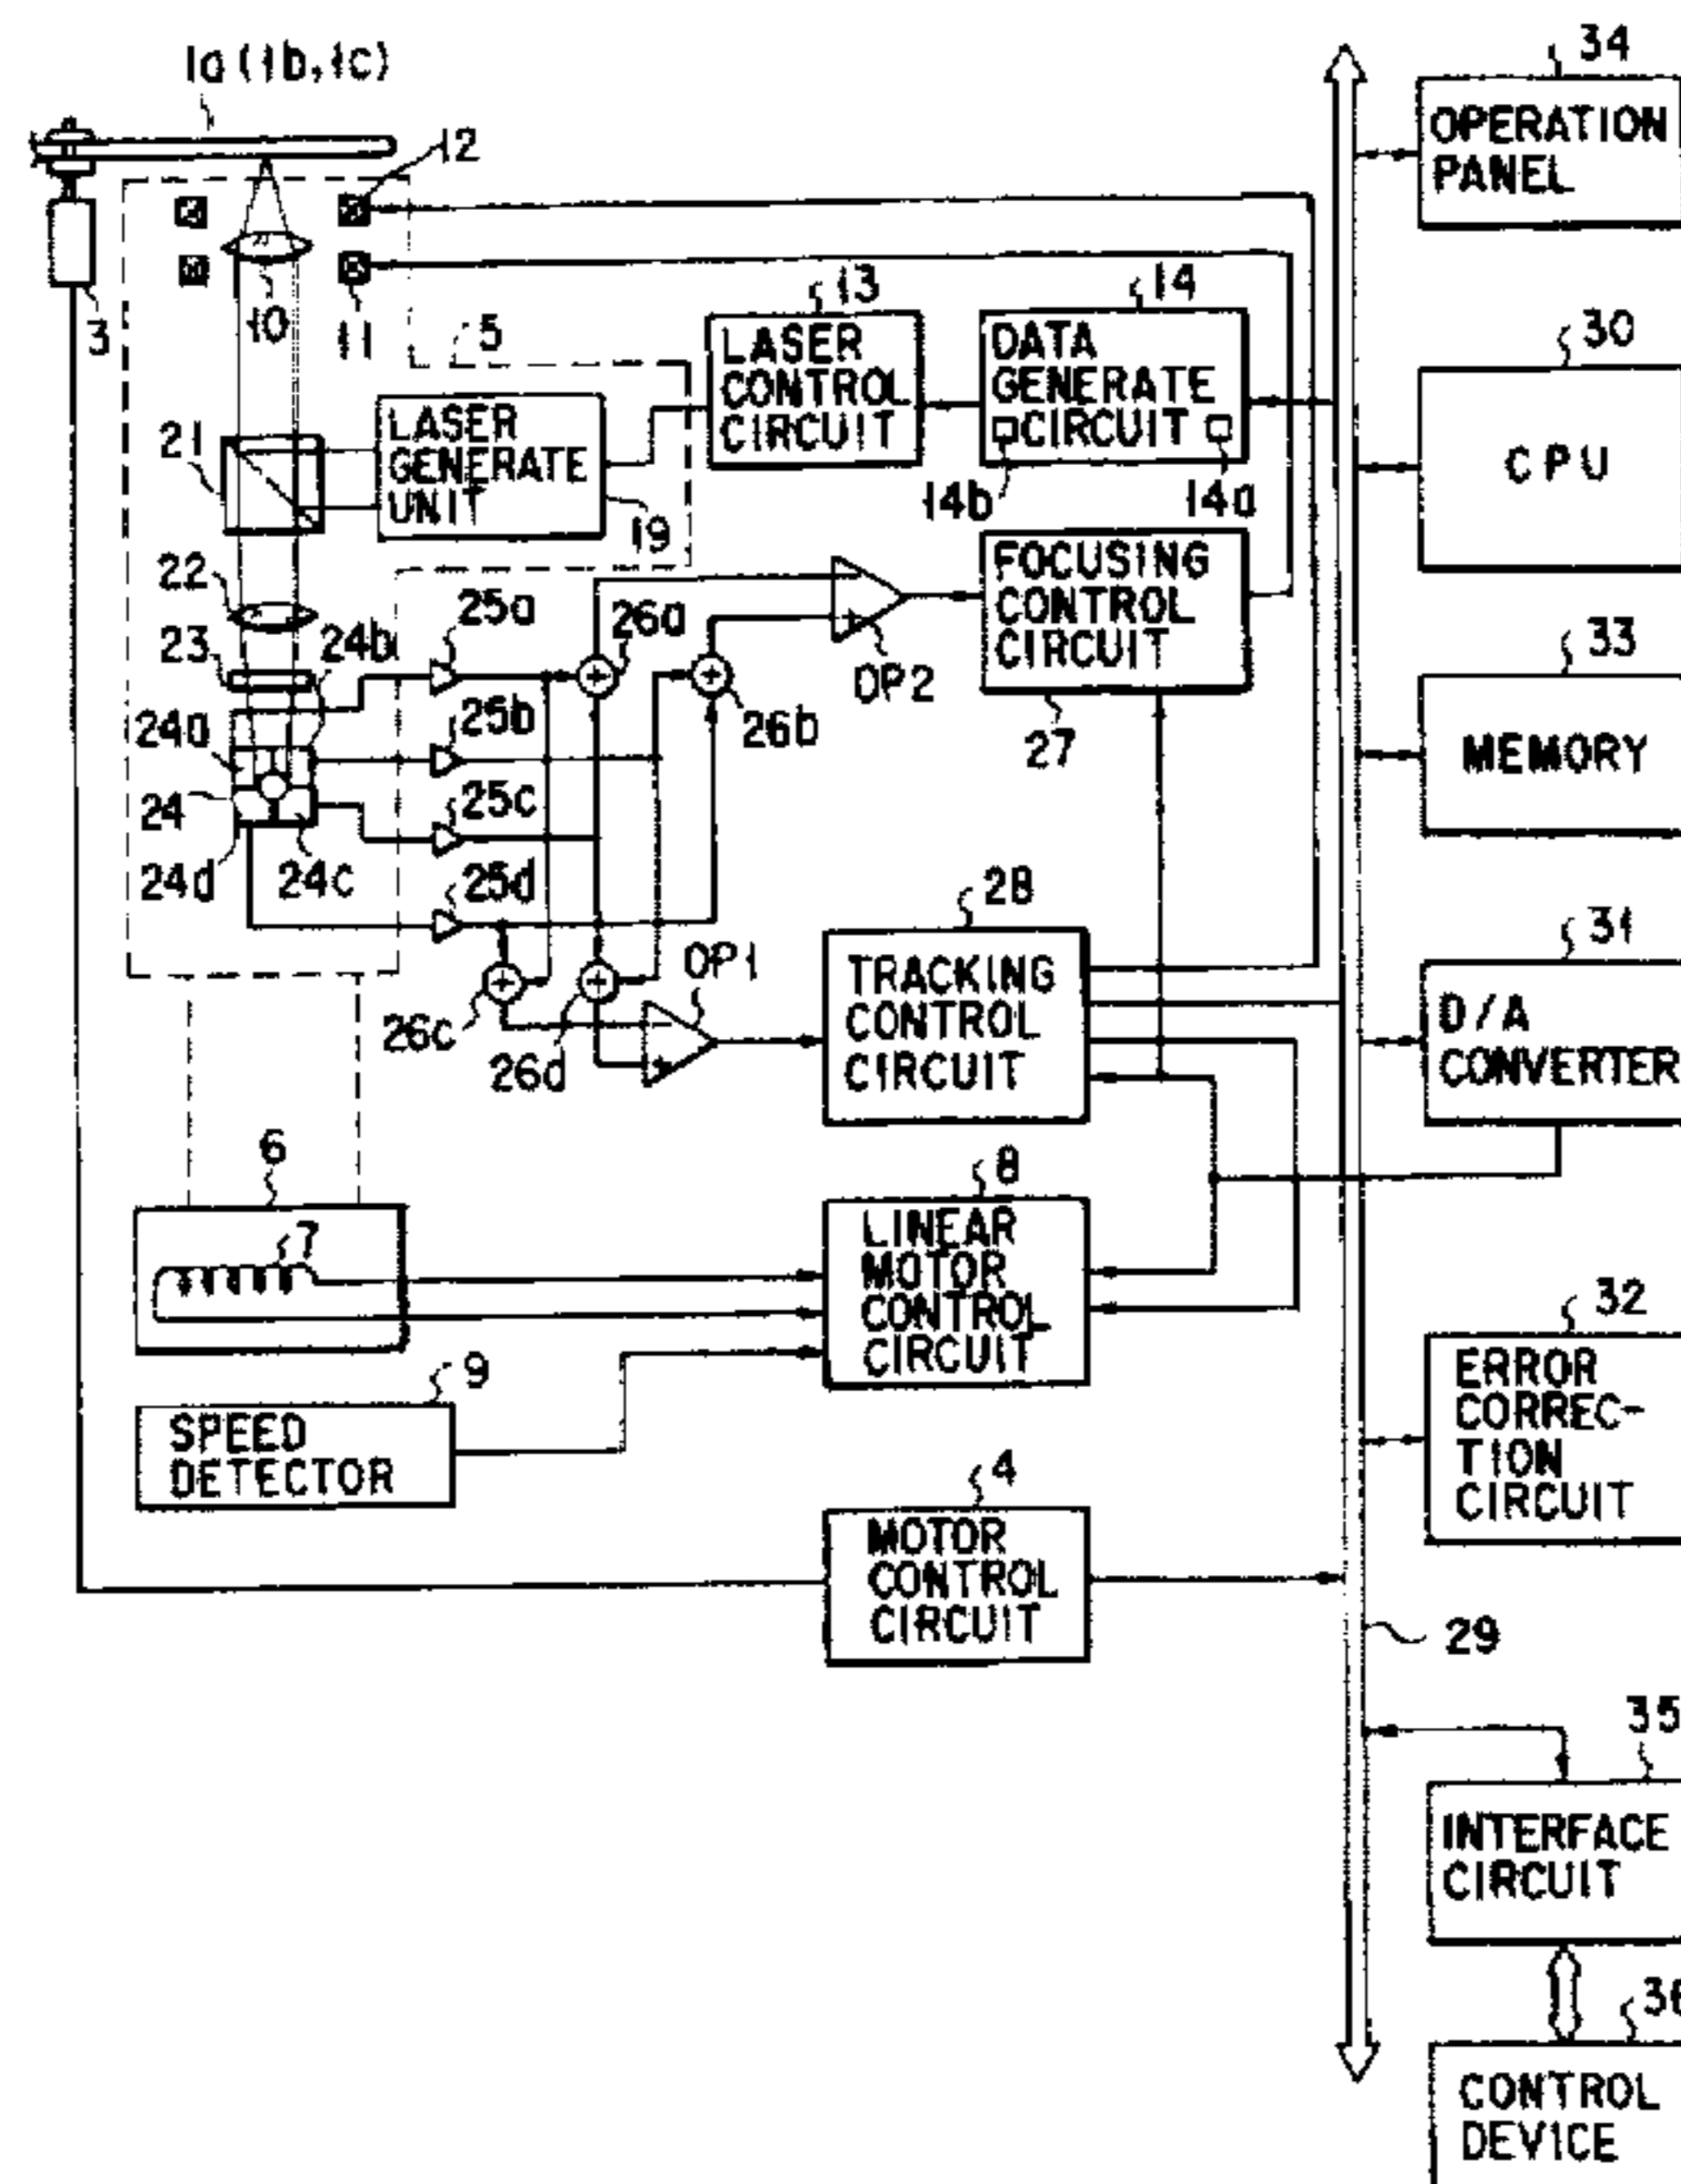 1a (1b, 1c)
12
3
10
11
5
13
LASER
CONTROL
CIRCUIT
14
DATA
GENERATE
CIRCUIT
14b
14a
21
LASER
GENERATE
UNIT
19
22
23
24b
24a
24
24d
24c
25a
25b
25c
25d
26a
26b
26c
26d
OP2
OP1
FOCUSING
CONTROL
CIRCUIT
27
28
TRACKING
CONTROL
CIRCUIT
6
7
8
LINEAR
MOTOR
CONTROL
CIRCUIT
9
SPEED
DETECTOR
4
MOTOR
CONTROL
CIRCUIT
34
OPERATION
PANEL
30
CPU
33
MEMORY
31
D/A
CONVERTER
32
ERROR
CORREC-
TION
CIRCUIT
29
35
INTERFACE
CIRCUIT
36
CONTROL
DEVICE